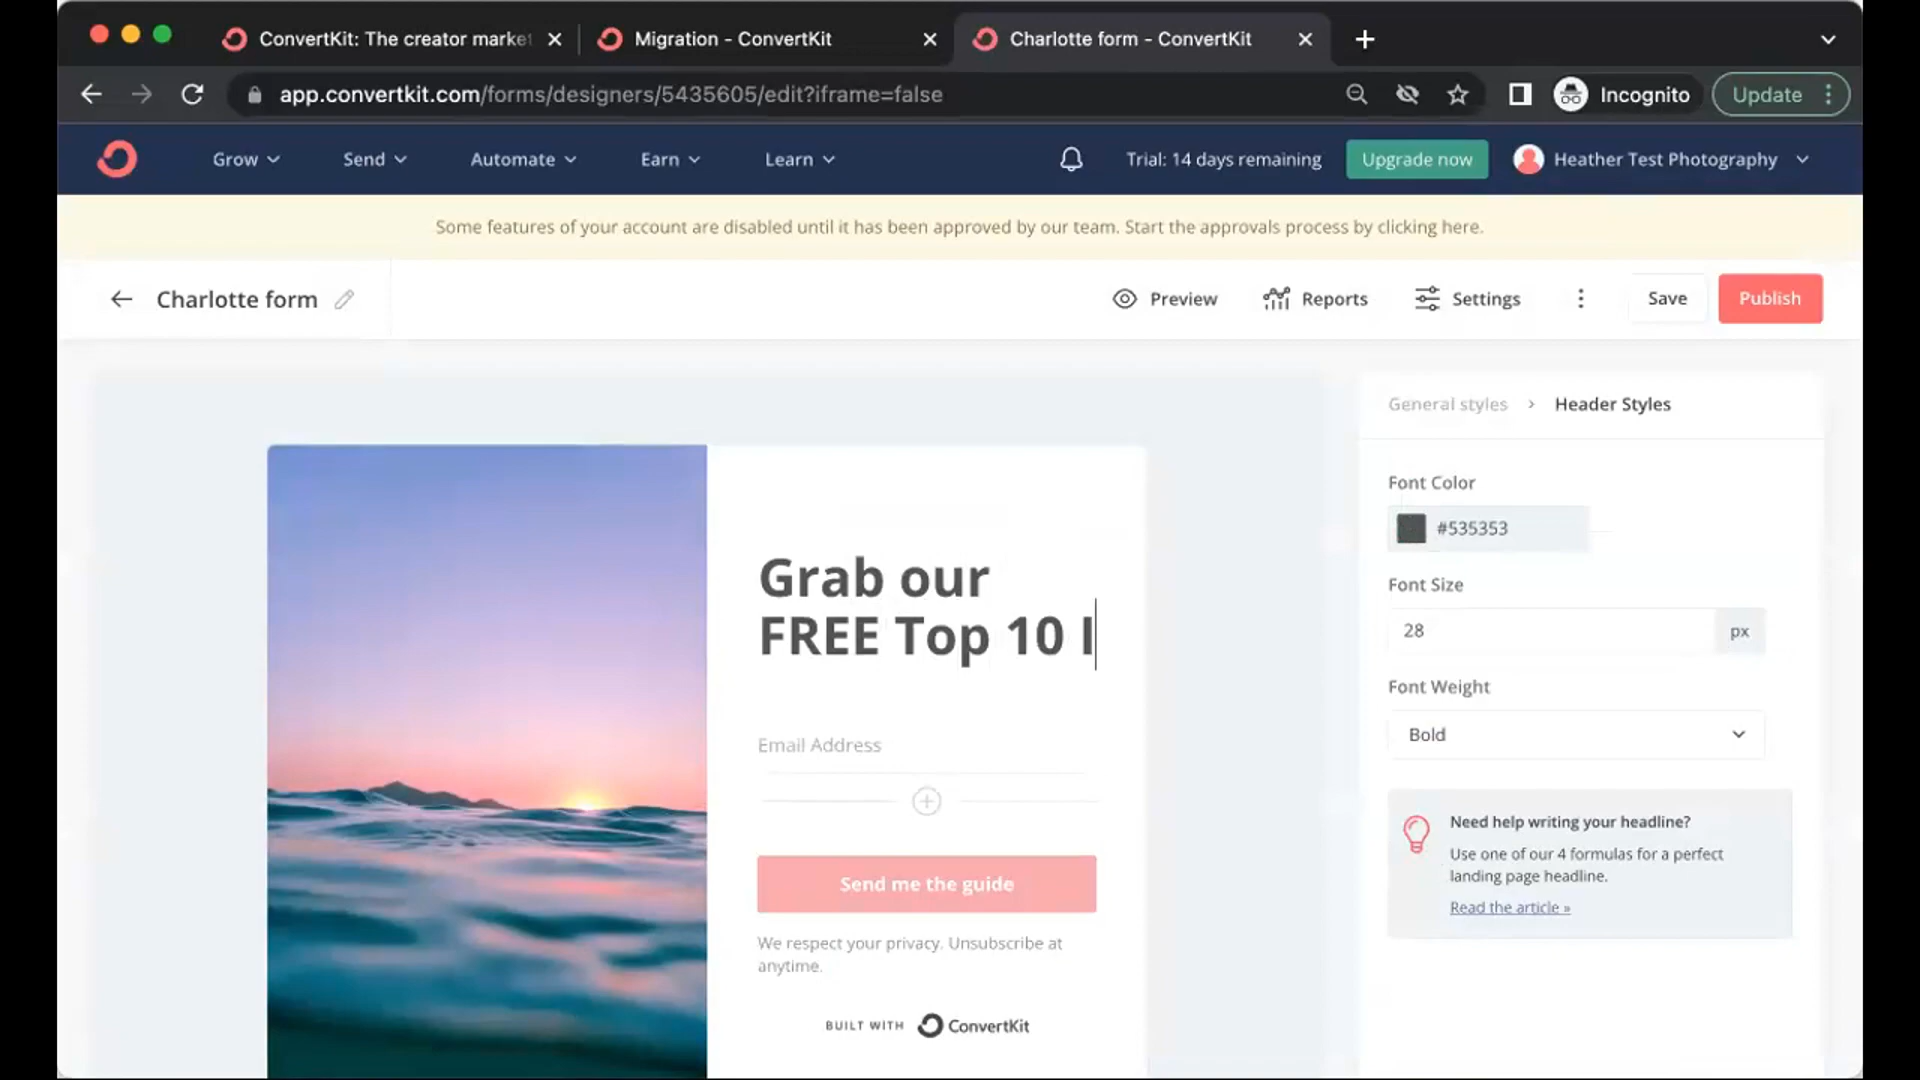 ConvertKit: The creator market
Migration - ConvertKit
Charlotte form - ConvertKit
app.convertkit.com/forms/designers/5435605/edit?iframe=false
Incognito
Update
Grow
Send
Automate
Earn
Learn
Trial: 14 days remaining
Upgrade now
Heather Test Photography
Some features of your account are disabled until it has been approved by our team. Start the approvals process by clicking here.
Charlotte form
Preview
Reports
Settings
Save
Publish
General styles > Header Styles
Font Color
#535353
Font Size
28 px
Font Weight
Bold
Need help writing your headline?
Use one of our 4 formulas for a perfect
landing page headline.
Read the article »
Grab our
FREE Top 10 l
Email Address
Send me the guide
We respect your privacy. Unsubscribe at
anytime.
BUILT WITH ConvertKit